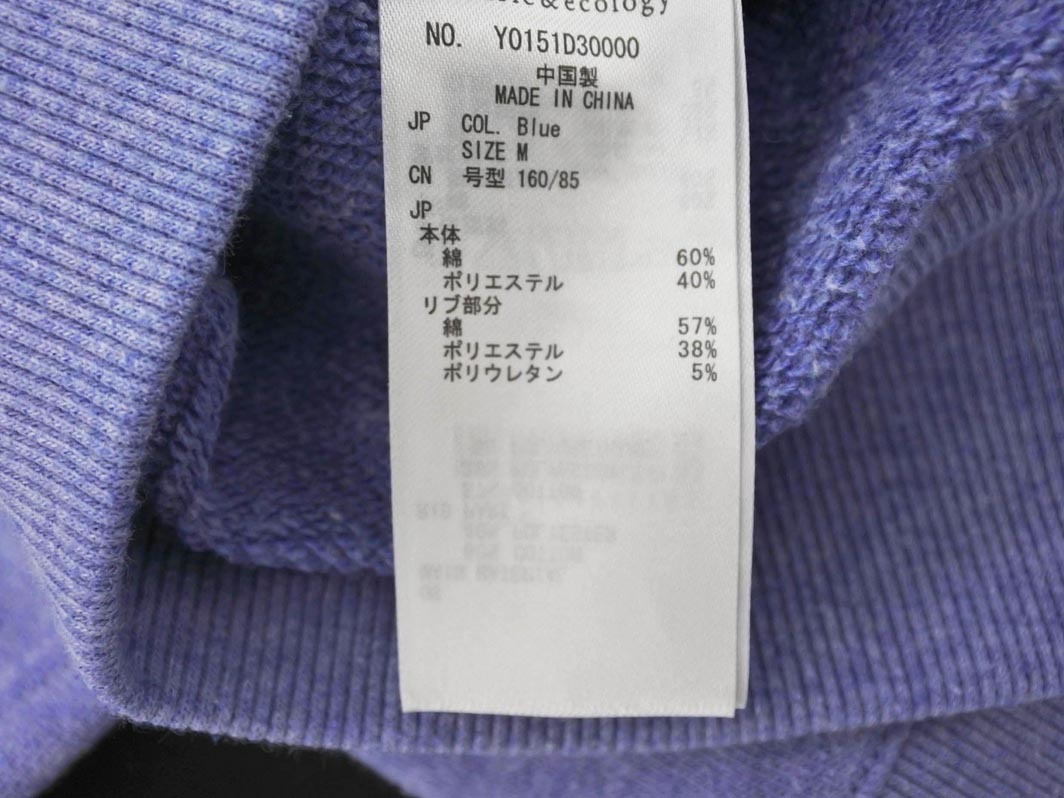 &ecology
NO. Y0151D30000
中国製
MADE IN CHINA
JP COL. Blue
SIZE M
CN 号型 160/85
JP
本体
綿 60%
ポリエステル 40%
リブ部分
綿 57%
ポリエステル 38%
ポリウレタン 5%